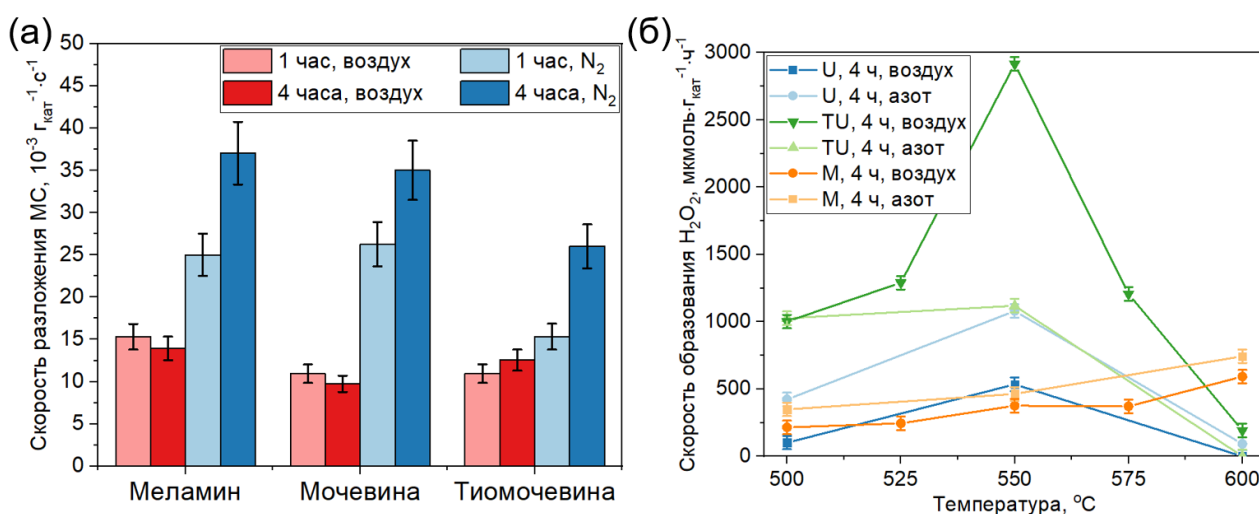 (а)
Скорость разложения МС, 10⁻³ г_кат⁻¹·с⁻¹
50
45
40
35
30
25
20
15
10
5
0
1 час, воздух
1 час, N₂
4 часа, воздух
4 часа, N₂
Меламин
Мочевина
Тиомочевина
(б)
Скорость образования H₂O₂, мкмоль·г_кат⁻¹·ч⁻¹
3000
2500
2000
1500
1000
500
0
U, 4 ч, воздух
U, 4 ч, азот
TU, 4 ч, воздух
TU, 4 ч, азот
M, 4 ч, воздух
M, 4 ч, азот
500
525
550
575
600
Температура, °C